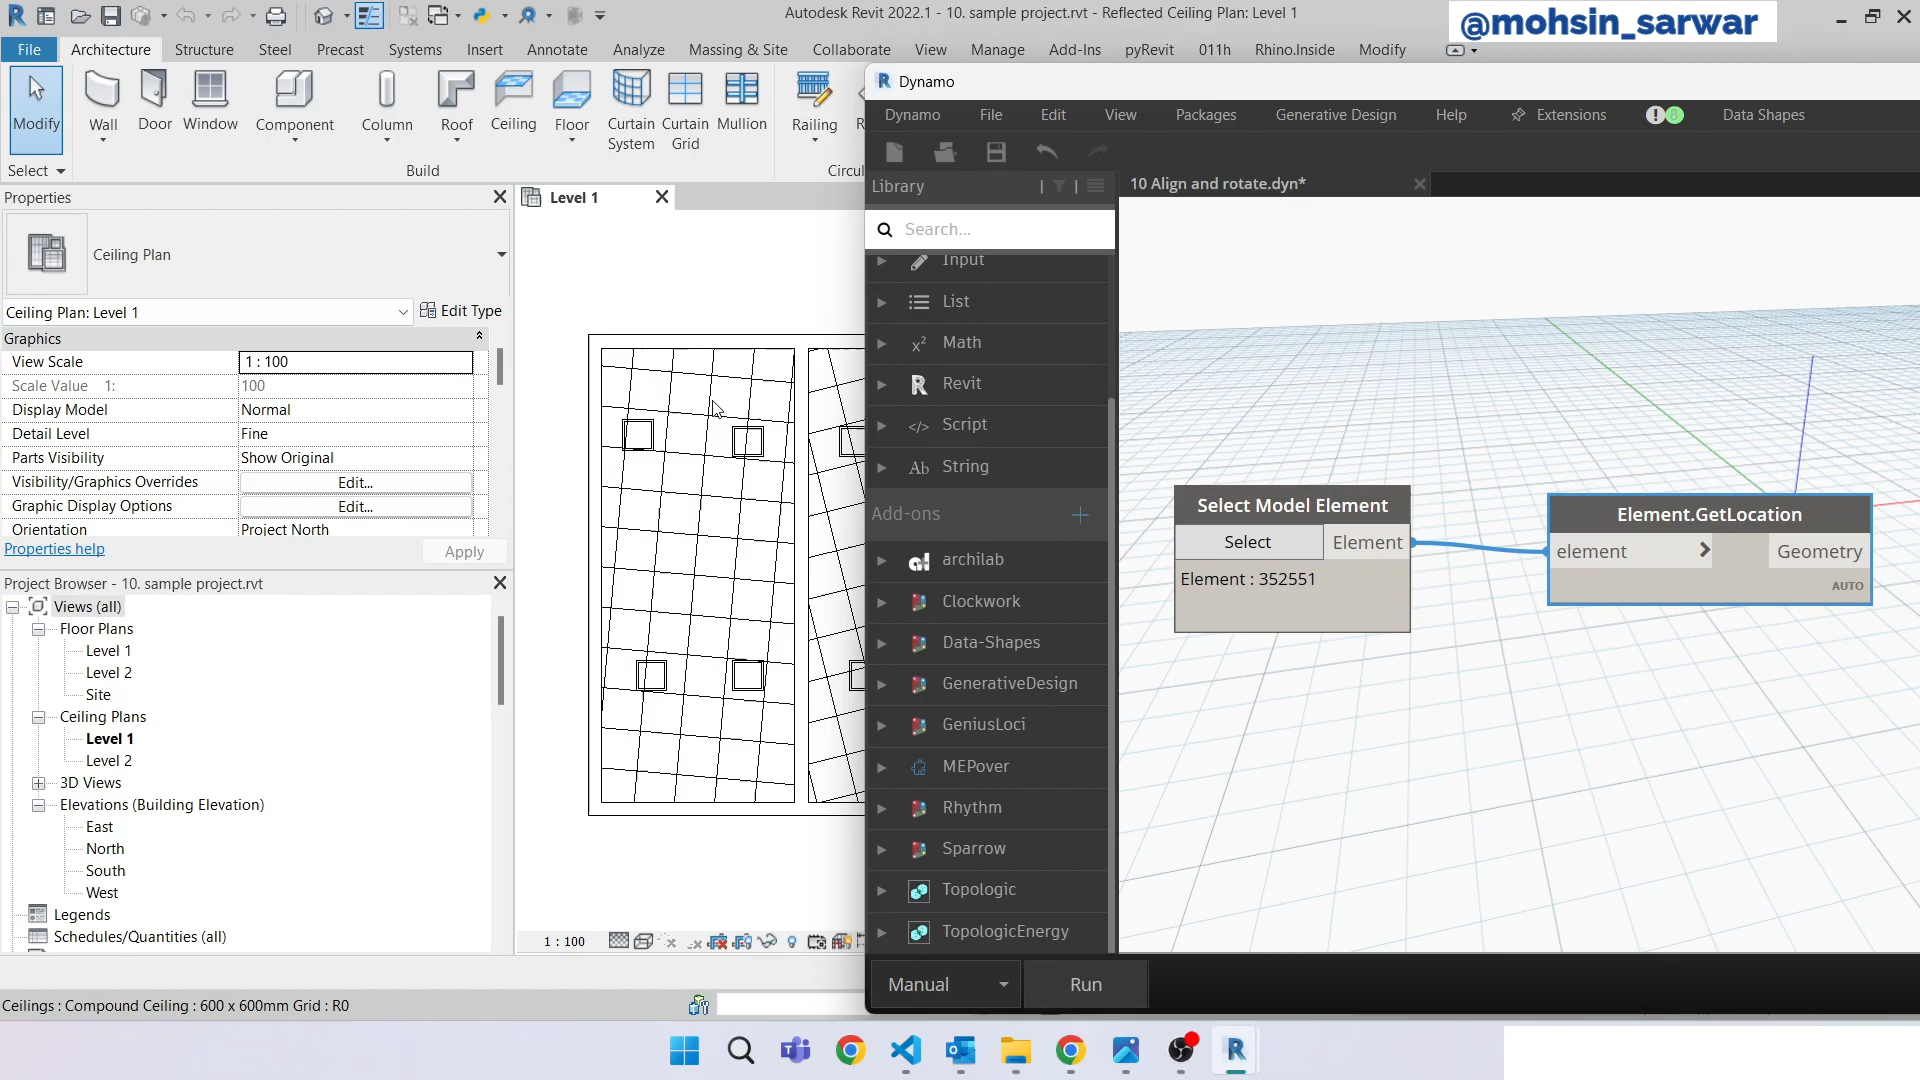 Autodesk Revit 2022.1 - 10. sample project.rvt - Reflected Ceiling Plan: Level 1
@mohsin_sarwar
File
Architecture
Structure
Steel
Precast
Systems
Insert
Annotate
Analyze
Massing & Site
Collaborate
View
Manage
Add-Ins
pyRevit
011h
Rhino.Inside
Modify
Modify
Wall
Door
Window
Component
Column
Roof
Ceiling
Floor
Curtain
System
Curtain
Grid
Mullion
Railing
R
Select
Build
Circul
Properties
Ceiling Plan
Ceiling Plan: Level 1
Edit Type
Graphics
View Scale
1 : 100
Scale Value 1:
100
Display Model
Normal
Detail Level
Fine
Parts Visibility
Show Original
Visibility/Graphics Overrides
Edit...
Graphic Display Options
Edit...
Orientation
Project North
Properties help
Apply
Project Browser - 10. sample project.rvt
Views (all)
Floor Plans
Level 1
Level 2
Site
Ceiling Plans
Level 1
Level 2
3D Views
Elevations (Building Elevation)
East
North
South
West
Legends
Schedules/Quantities (all)
Level 1
1 : 100
Ceilings : Compound Ceiling : 600 x 600mm Grid : R0
Dynamo
Dynamo
File
Edit
View
Packages
Generative Design
Help
Extensions
8
Data Shapes
Library
10 Align and rotate.dyn*
Search...
Input
List
Math
Revit
Script
String
Add-ons
archilab
Clockwork
Data-Shapes
GenerativeDesign
GeniusLoci
MEPover
Rhythm
Sparrow
Topologic
TopologicEnergy
Manual
Run
Select Model Element
Select
Element
Element : 352551
Element.GetLocation
element
Geometry
AUTO